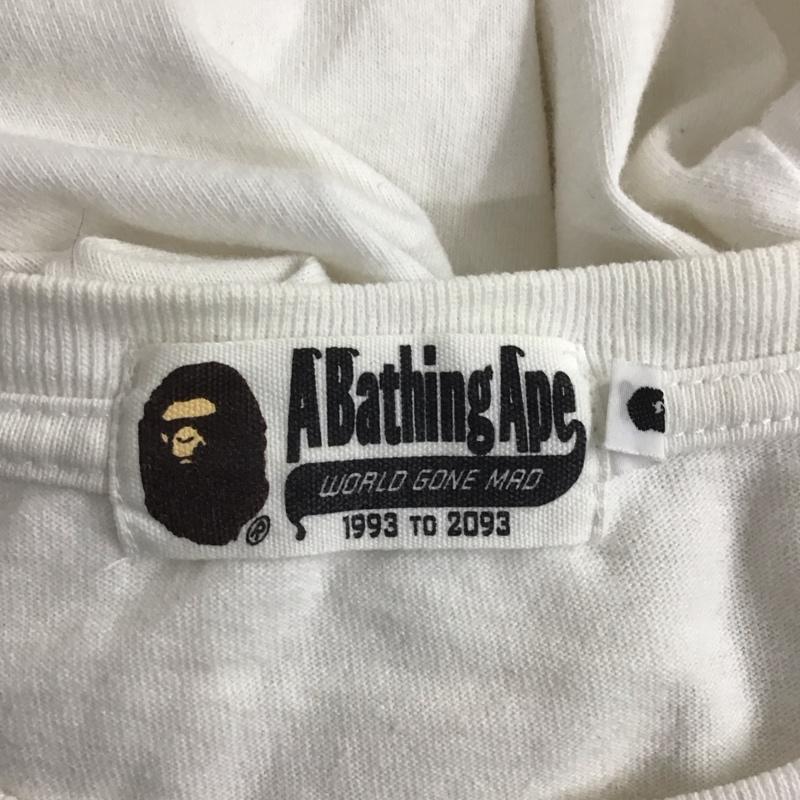 A Bathing Ape
WORLD GONE MAD
1993 TO 2093
®